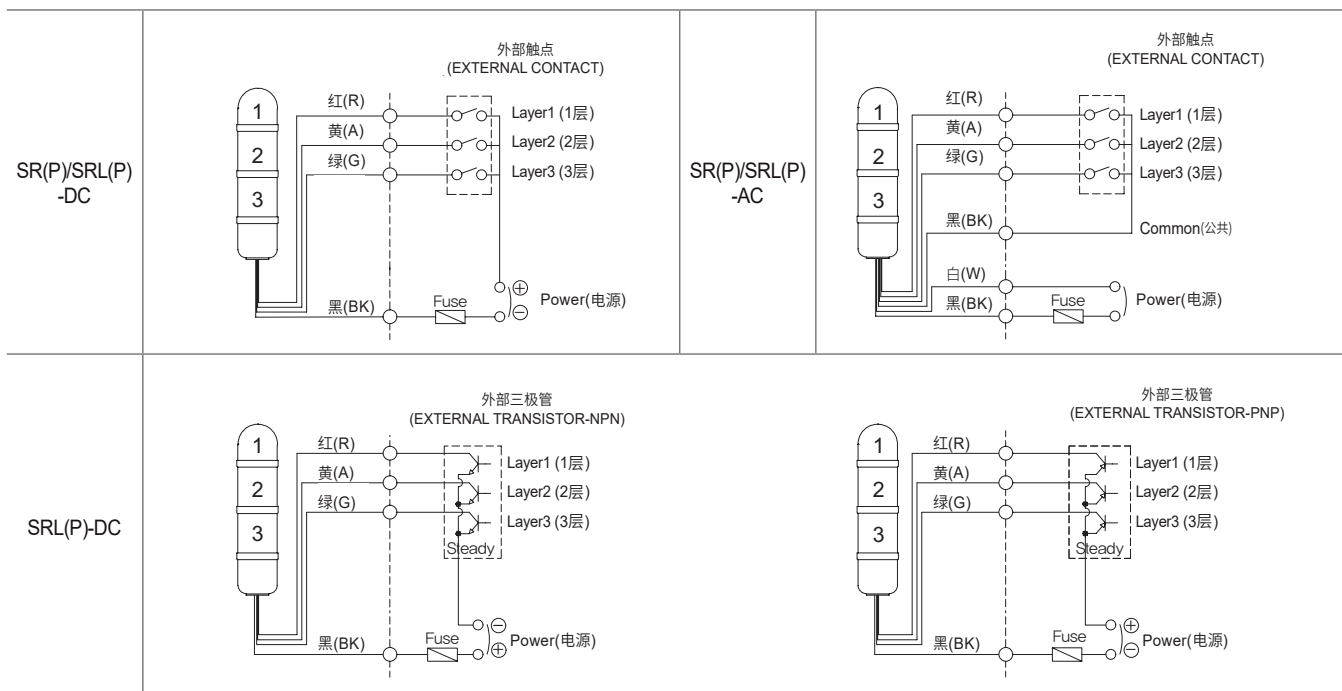 SR(P)/SRL(P)
-DC
外部触点
(EXTERNAL CONTACT)
1
2
3
红(R)
黄(A)
绿(G)
黑(BK)
Layer1 (1层)
Layer2 (2层)
Layer3 (3层)
Fuse
⊕
⊖
Power(电源)
SR(P)/SRL(P)
-AC
外部触点
(EXTERNAL CONTACT)
1
2
3
红(R)
黄(A)
绿(G)
黑(BK)
白(W)
黑(BK)
Layer1 (1层)
Layer2 (2层)
Layer3 (3层)
Common(公共)
Fuse
Power(电源)
SRL(P)-DC
外部三极管
(EXTERNAL TRANSISTOR-NPN)
1
2
3
红(R)
黄(A)
绿(G)
黑(BK)
Layer1 (1层)
Layer2 (2层)
Layer3 (3层)
Steady
Fuse
⊖
⊕
Power(电源)
外部三极管
(EXTERNAL TRANSISTOR-PNP)
1
2
3
红(R)
黄(A)
绿(G)
黑(BK)
Layer1 (1层)
Layer2 (2层)
Layer3 (3层)
Steady
Fuse
⊕
⊖
Power(电源)